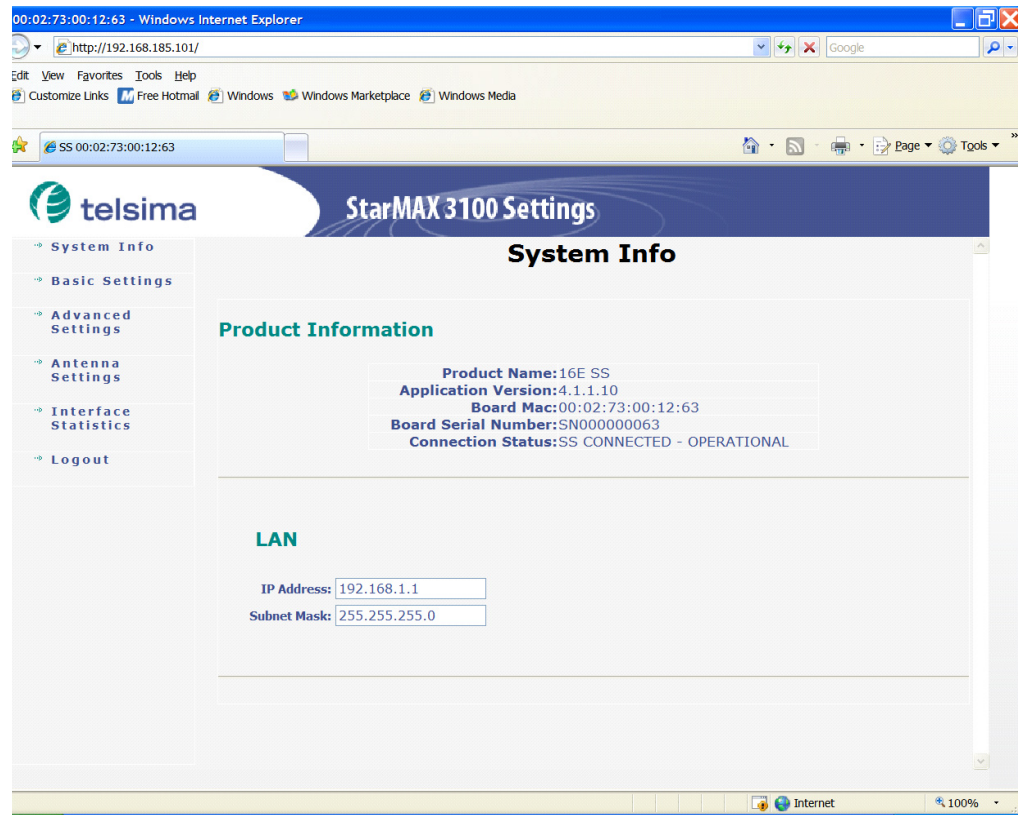 00:02:73:00:12:63 - Windows Internet Explorer
http://192.168.185.101/
Google
Edit View Favorites Tools Help
Customize Links Free Hotmail Windows Windows Marketplace Windows Media
SS 00:02:73:00:12:63
Page Tools »
telsima
StarMAX 3100 Settings
System Info
Basic Settings
Advanced
Settings
Antenna
Settings
Interface
Statistics
Logout
System Info
Product Information
Product Name:16E SS
Application Version:4.1.1.10
Board Mac:00:02:73:00:12:63
Board Serial Number:SN000000063
Connection Status:SS CONNECTED - OPERATIONAL
LAN
IP Address: 192.168.1.1
Subnet Mask: 255.255.255.0
Internet
100%